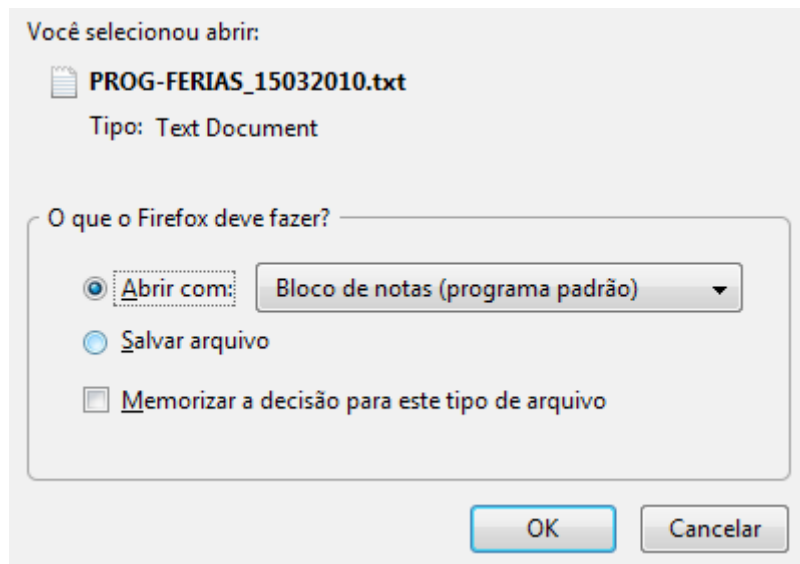 Você selecionou abrir:
PROG-FERIAS_15032010.txt
Tipo: Text Document
O que o Firefox deve fazer?
Abrir com: Bloco de notas (programa padrão)
Salvar arquivo
Memorizar a decisão para este tipo de arquivo
OK Cancelar